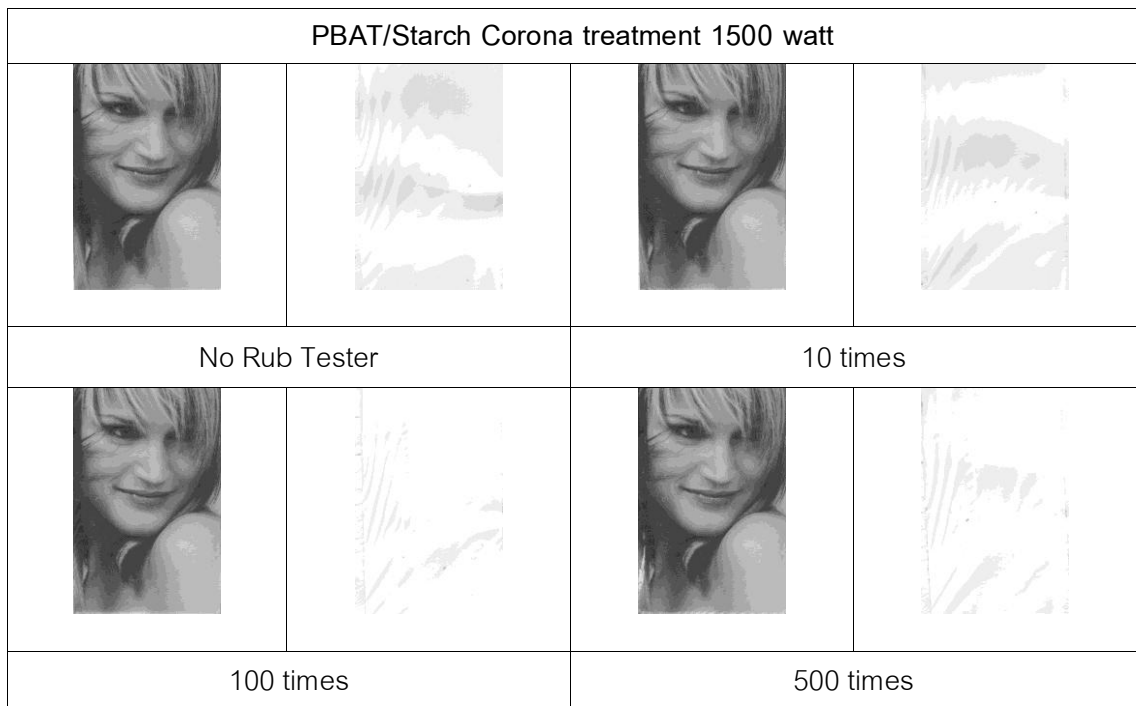 PBAT/Starch Corona treatment 1500 watt
No Rub Tester
10 times
100 times
500 times